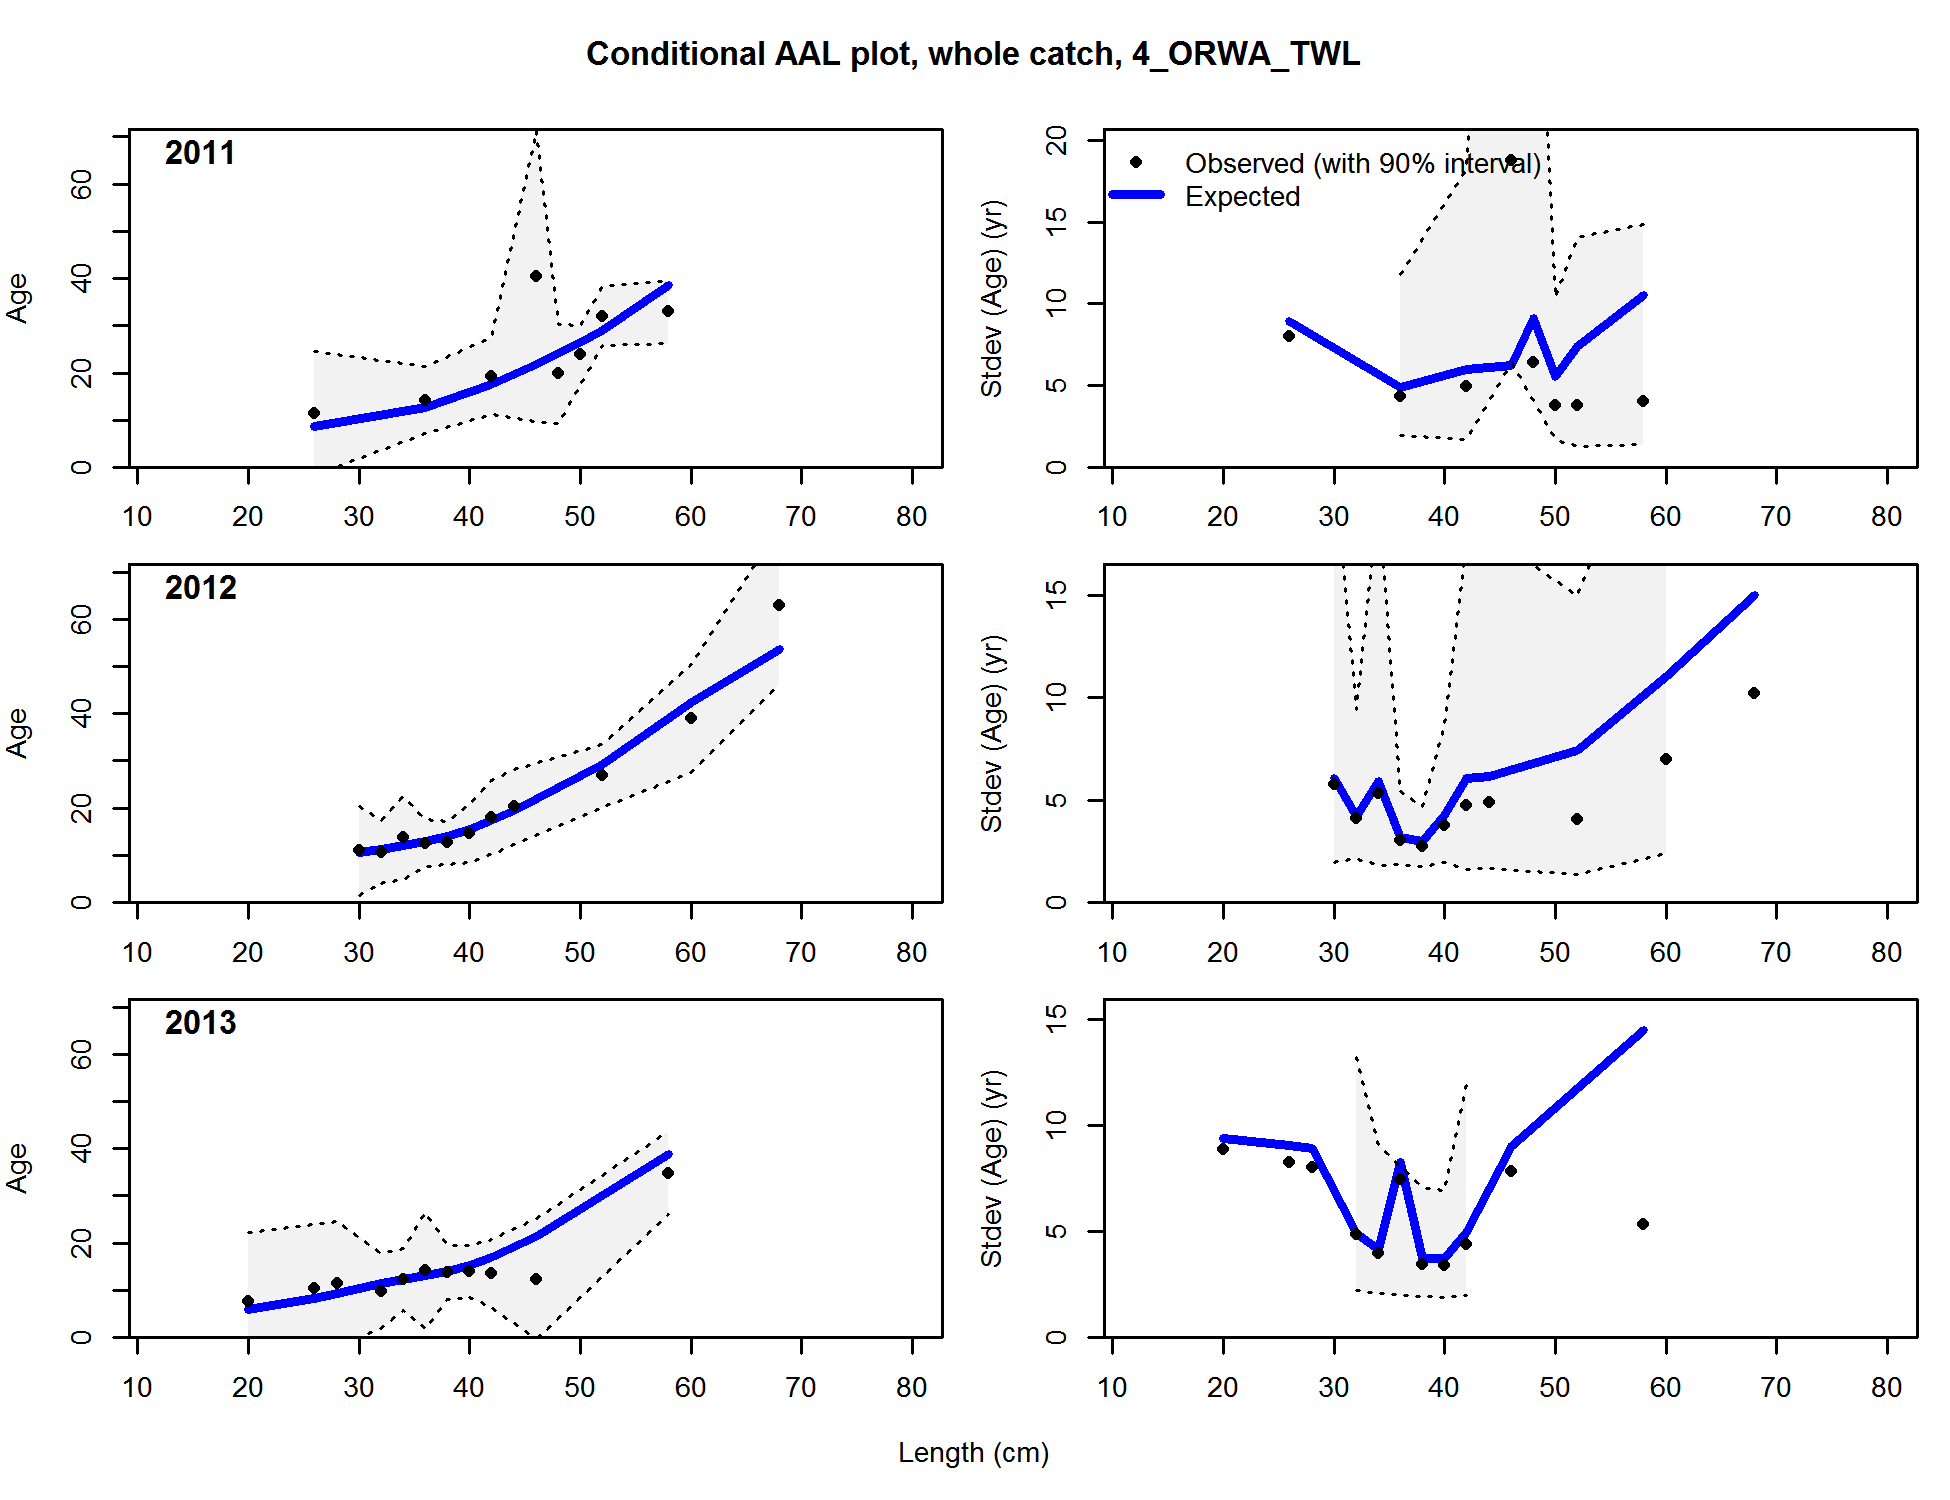 Conditional AAL plot, whole catch, 4_ORWA_TWL
2011
Age
0 20 40 60
10 20 30 40 50 60 70 80
Observed (with 90% interval)
Expected
Stdev (Age) (yr)
0 5 10 15 20
10 20 30 40 50 60 70 80
2012
Age
0 20 40 60
10 20 30 40 50 60 70 80
Stdev (Age) (yr)
0 5 10 15
10 20 30 40 50 60 70 80
2013
Age
0 20 40 60
10 20 30 40 50 60 70 80
Stdev (Age) (yr)
0 5 10 15
10 20 30 40 50 60 70 80
Length (cm)